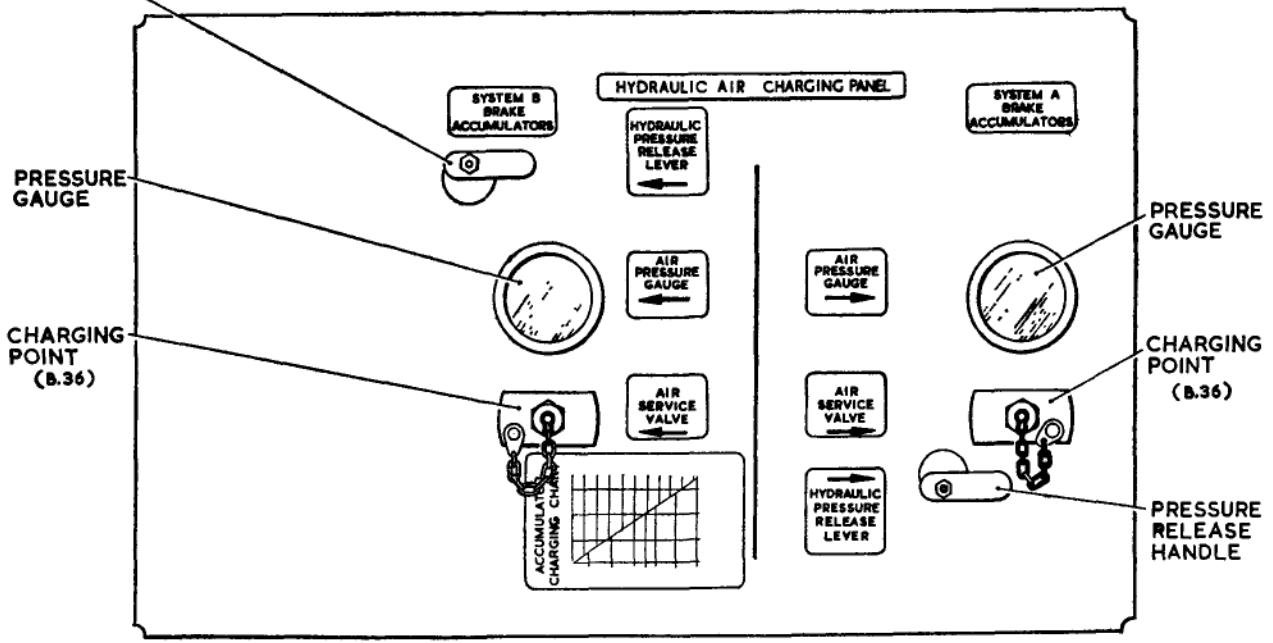 HYDRAULIC AIR CHARGING PANEL
SYSTEM B
BRAKE
ACCUMULATORS
SYSTEM A
BRAKE
ACCUMULATORS
HYDRAULIC
PRESSURE
RELEASE
LEVER
PRESSURE
GAUGE
PRESSURE
GAUGE
AIR
PRESSURE
GAUGE
AIR
PRESSURE
GAUGE
CHARGING
POINT
(B.36)
CHARGING
POINT
(B.36)
AIR
SERVICE
VALVE
AIR
SERVICE
VALVE
CHARGING
HYDRAULIC
PRESSURE
RELEASE
LEVER
PRESSURE
RELEASE
HANDLE